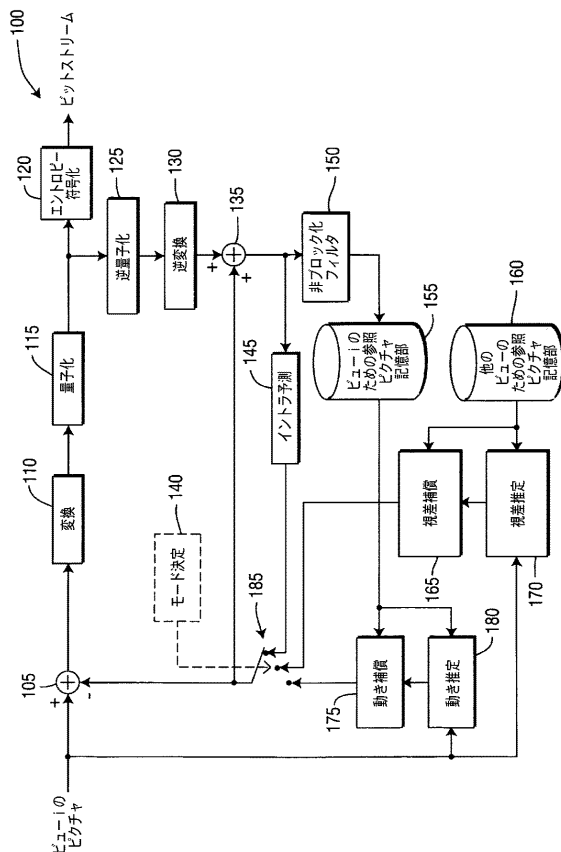 100
ビューiの
ピクチャ
+
-
105
110
変換
115
量子化
120
エントロピー
符号化
ビットストリーム
125
逆量子化
130
逆変換
+
+
135
140
モード決定
145
イントラ予測
150
非ブロック化
フィルタ
185
155
ビューiの
ための参照
ピクチャ
記憶部
160
他の
ビューの
ための参照
ピクチャ
記憶部
175
動き補償
180
動き推定
165
視差補償
170
視差推定